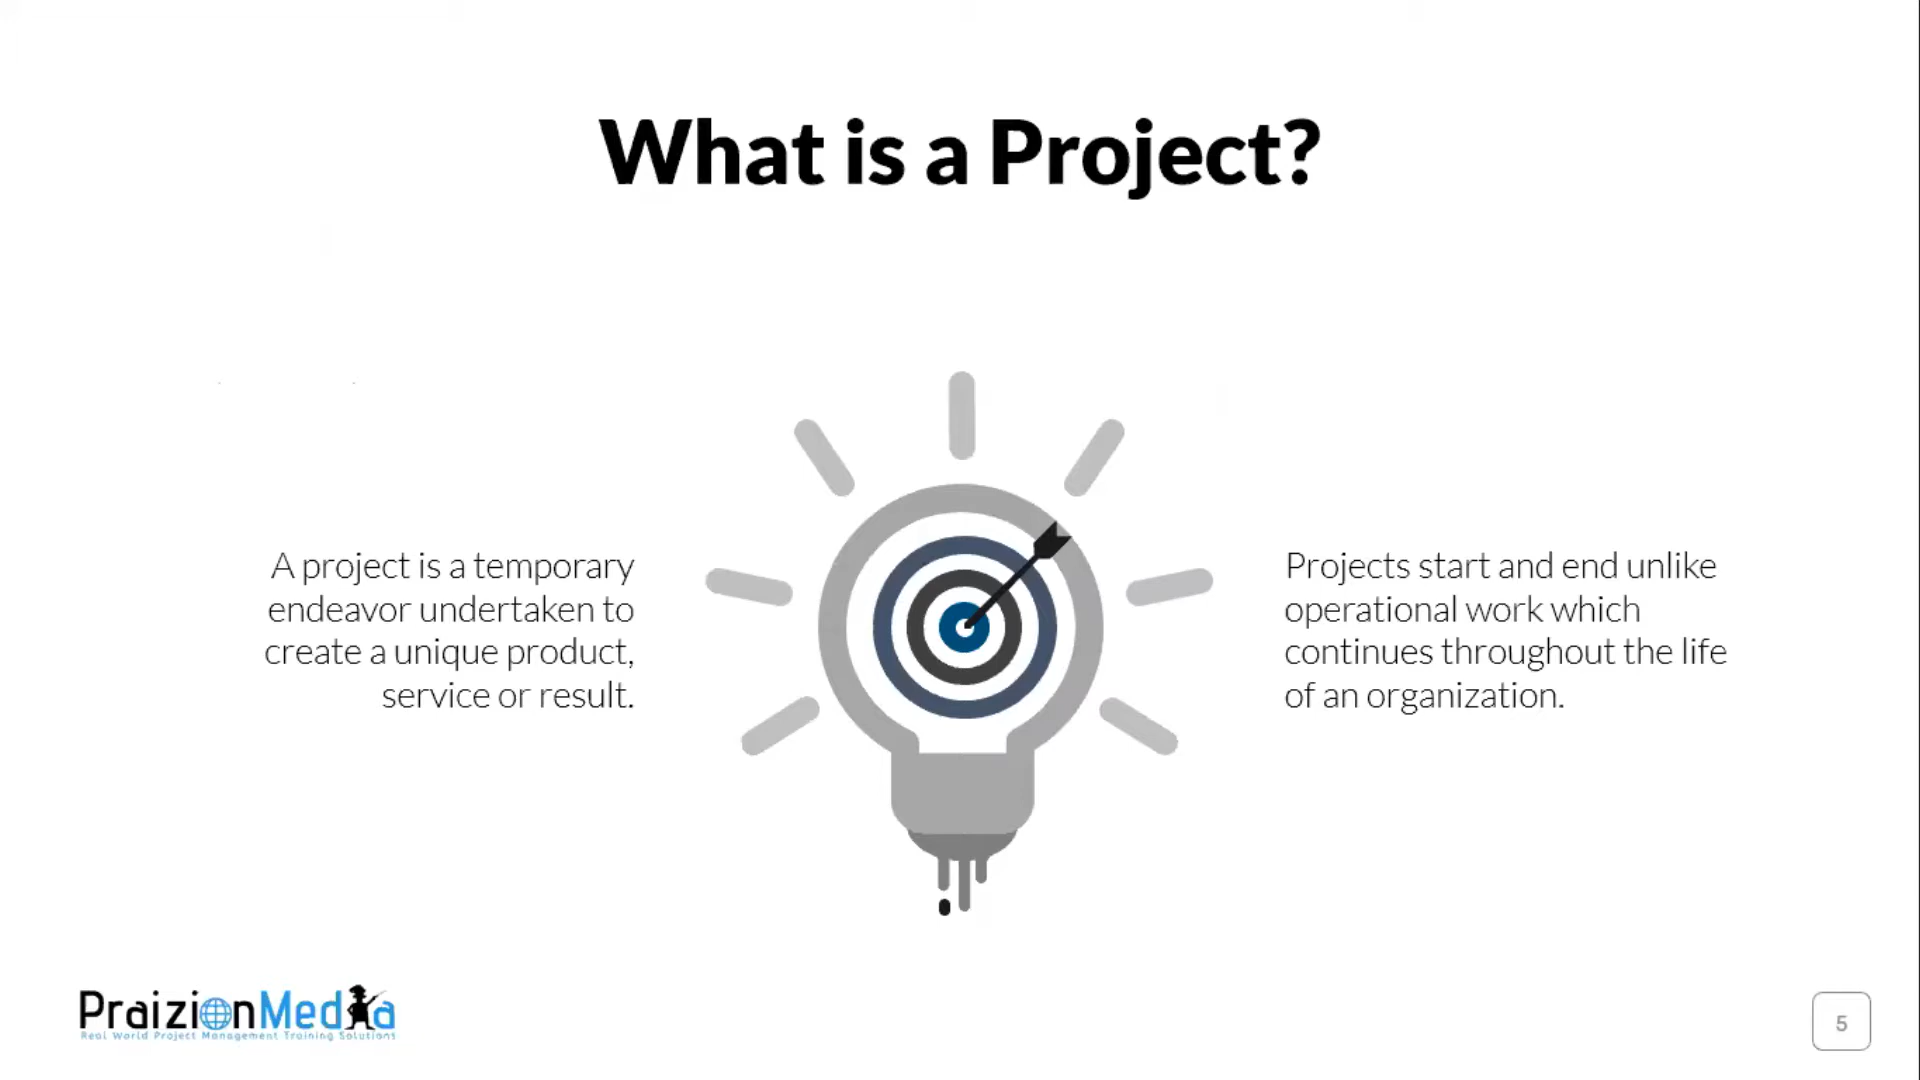 What is a Project?
A project is a temporary
endeavor undertaken to
create a unique product,
service or result.
Projects start and end unlike
operational work which
continues throughout the life
of an organization.
PraizionMedia
Real World Project Management Training Solutions
5